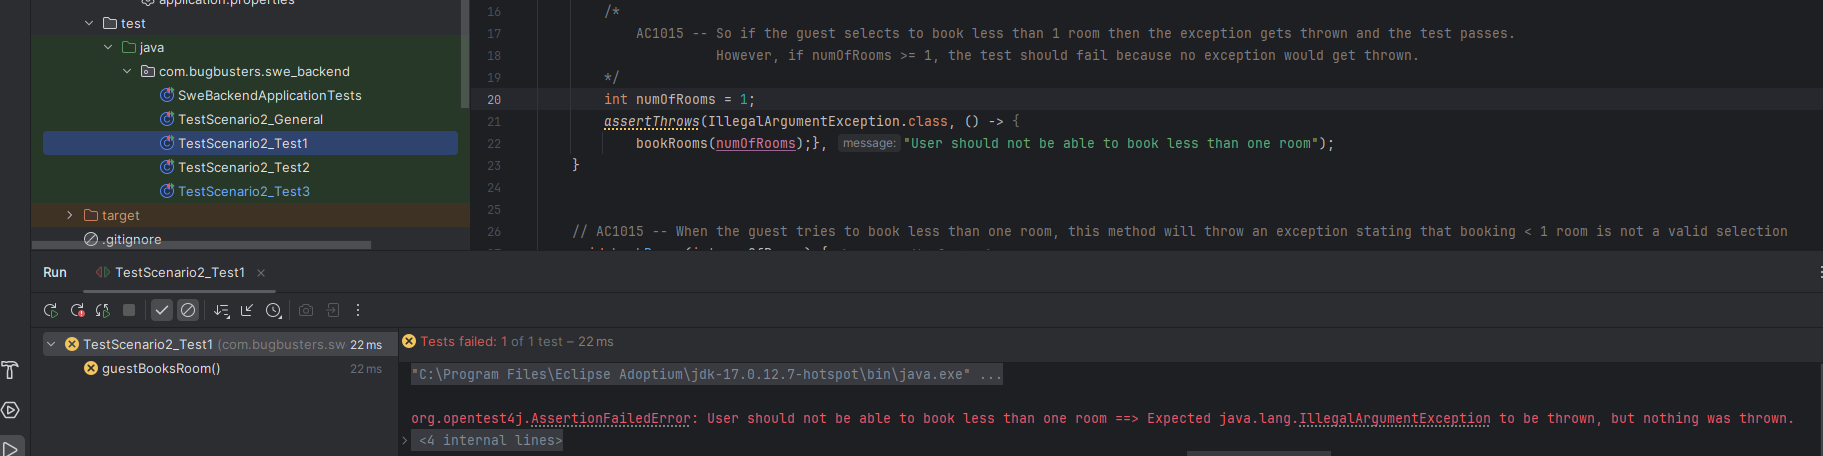 application.properties
test
java
com.bugbusters.swe_backend
SweBackendApplicationTests
TestScenario2_General
TestScenario2_Test1
TestScenario2_Test2
TestScenario2_Test3
target
.gitignore
16 /*
17 AC1015 -- So if the guest selects to book less than 1 room then the exception gets thrown and the test passes.
18 However, if numOfRooms >= 1, the test should fail because no exception would get thrown.
19 */
20 int numOfRooms = 1;
21 assertThrows(IllegalArgumentException.class, () -> {
22 bookRooms(numOfRooms);}, message: "User should not be able to book less than one room");
23 }
24
25
26 // AC1015 -- When the guest tries to book less than one room, this method will throw an exception stating that booking < 1 room is not a valid selection
Run TestScenario2_Test1
TestScenario2_Test1 (com.bugbusters.sw 22 ms
guestBooksRoom() 22 ms
Tests failed: 1 of 1 test – 22 ms
"C:\Program Files\Eclipse Adoptium\jdk-17.0.12.7-hotspot\bin\java.exe" ...
org.opentest4j.AssertionFailedError: User should not be able to book less than one room ==> Expected java.lang.IllegalArgumentException to be thrown, but nothing was thrown.
<4 internal lines>